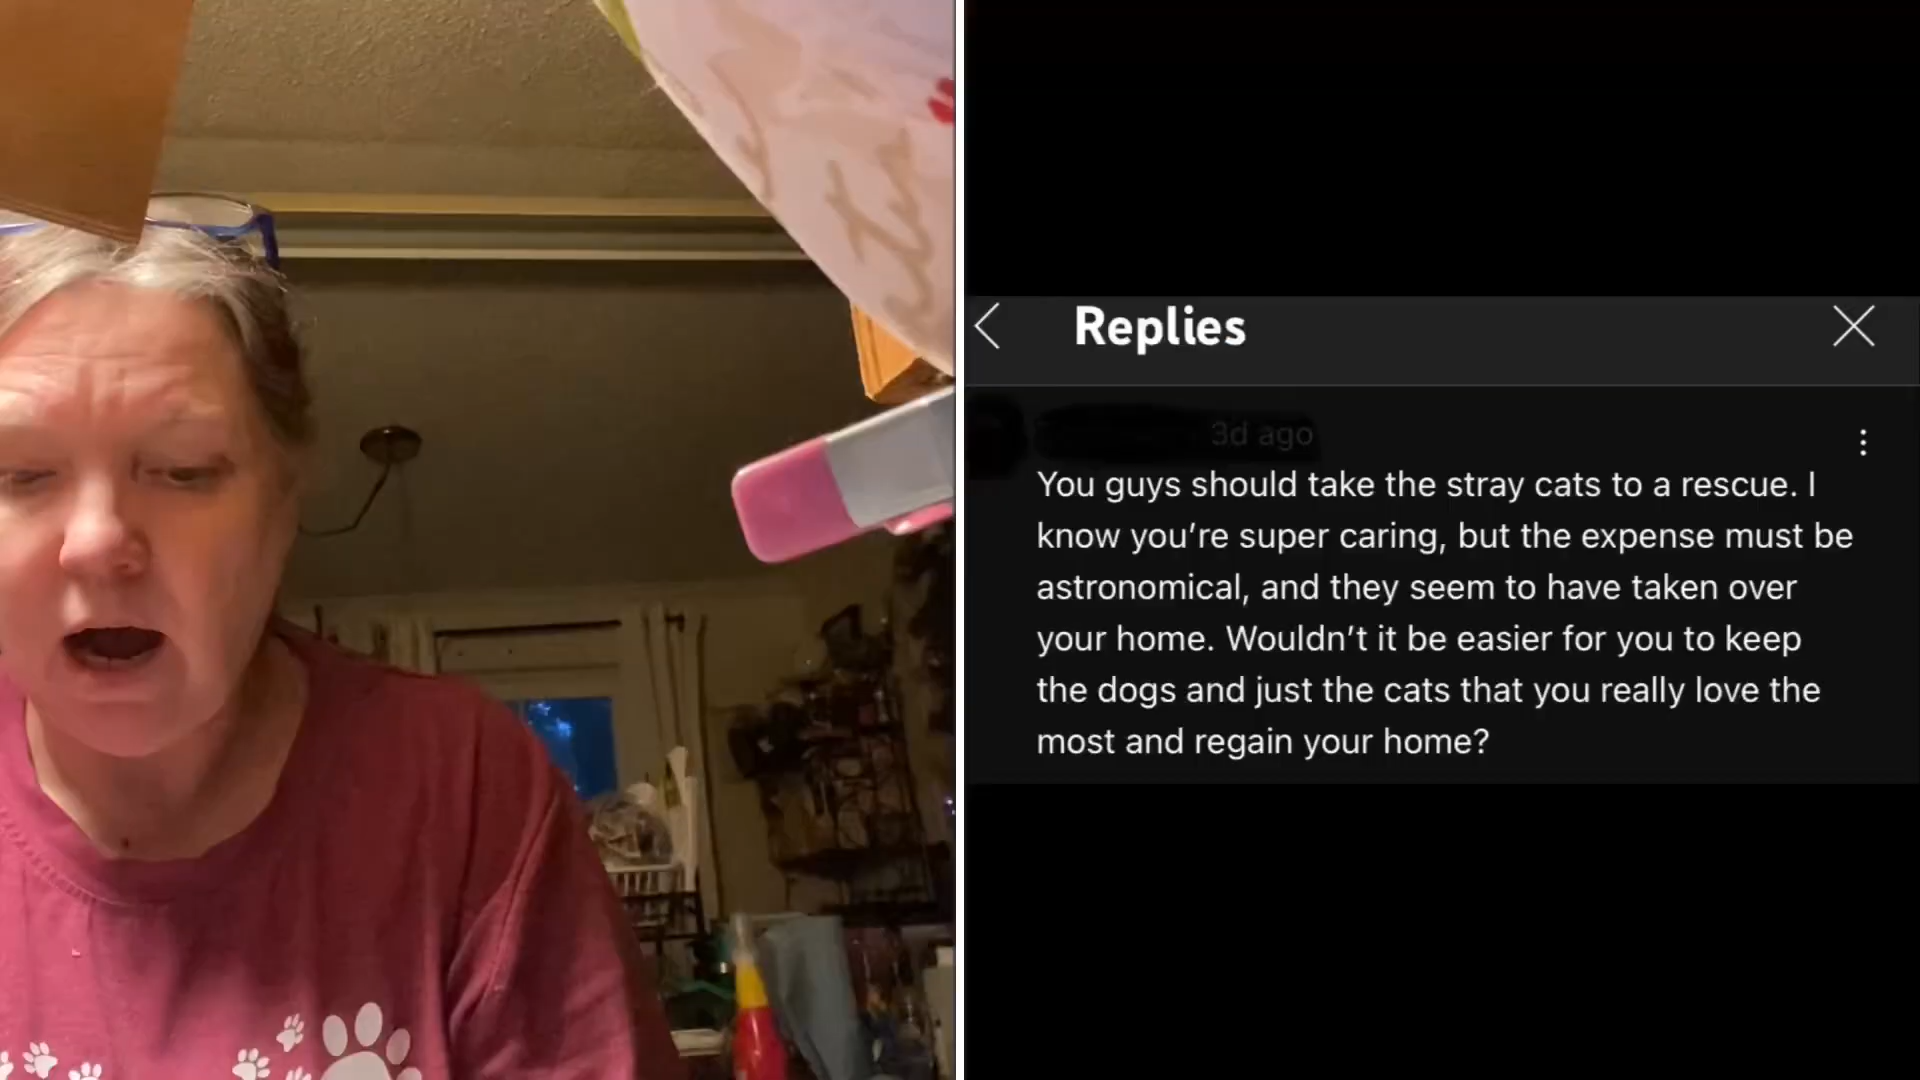 Replies
3d ago
You guys should take the stray cats to a rescue. I
know you’re super caring, but the expense must be
astronomical, and they seem to have taken over
your home. Wouldn’t it be easier for you to keep
the dogs and just the cats that you really love the
most and regain your home?